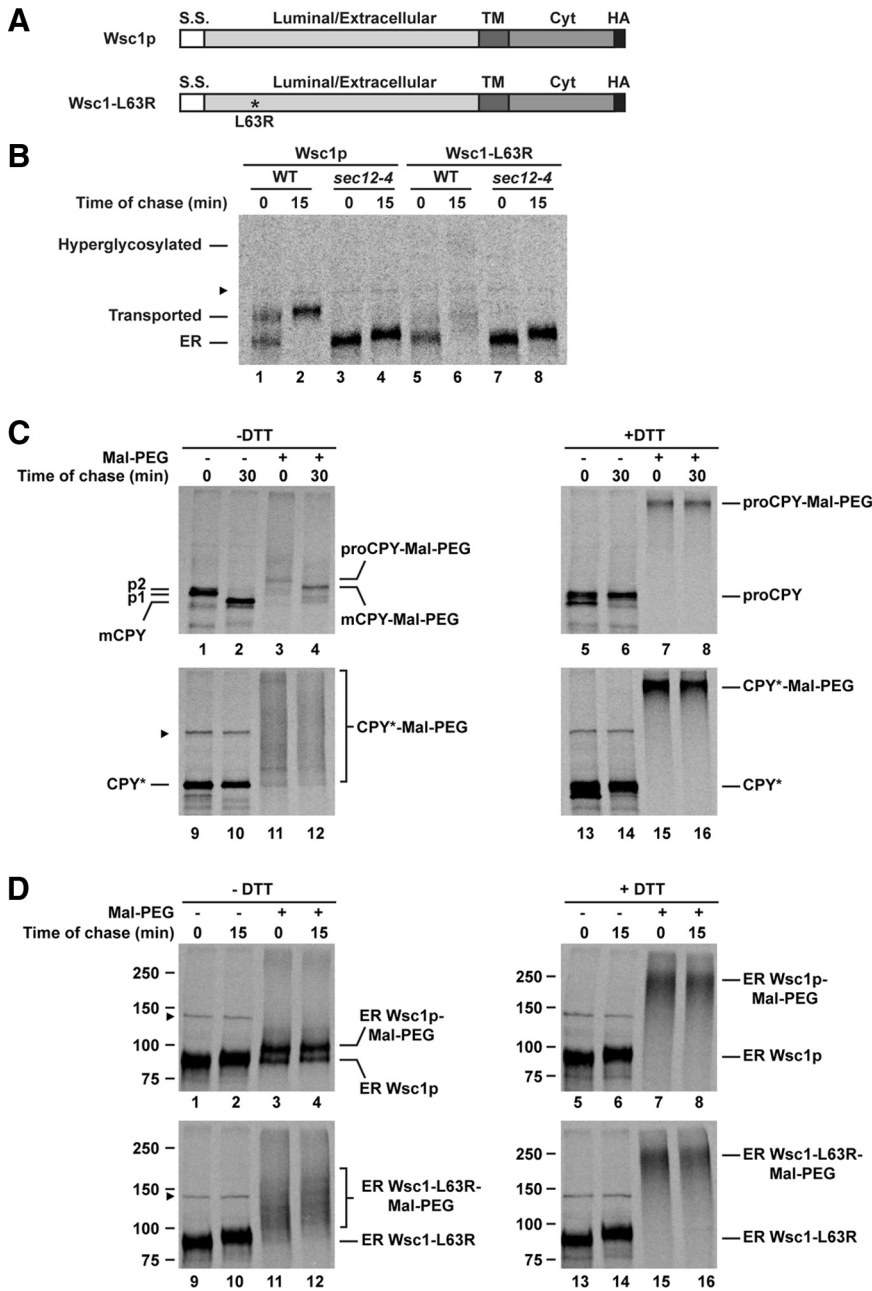 A
S.S. Luminal/Extracellular TM Cyt HA
Wsc1p
S.S. Luminal/Extracellular TM Cyt HA
Wsc1-L63R *
L63R
B
Wsc1p Wsc1-L63R
WT sec12-4 WT sec12-4
Time of chase (min) 0 15 0 15 0 15 0 15
Hyperglycosylated
Transported
ER
1 2 3 4 5 6 7 8
C
-DTT +DTT
Mal-PEG - - + + - - + +
Time of chase (min) 0 30 0 30 0 30 0 30
proCPY-Mal-PEG
proCPY-Mal-PEG
p2
p1
proCPY
mCPY
mCPY-Mal-PEG
1 2 3 4 5 6 7 8
CPY*-Mal-PEG
CPY*-Mal-PEG
CPY*
CPY*
9 10 11 12 13 14 15 16
D
- DTT + DTT
Mal-PEG - - + + - - + +
Time of chase (min) 0 15 0 15 0 15 0 15
250 250
ER Wsc1p-
Mal-PEG
150 150
ER Wsc1p-
Mal-PEG
100 100
ER Wsc1p
ER Wsc1p
75 75
1 2 3 4 5 6 7 8
250 250
ER Wsc1-L63R-
Mal-PEG
150 150
ER Wsc1-L63R-
Mal-PEG
100 100
ER Wsc1-L63R
ER Wsc1-L63R
75 75
9 10 11 12 13 14 15 16